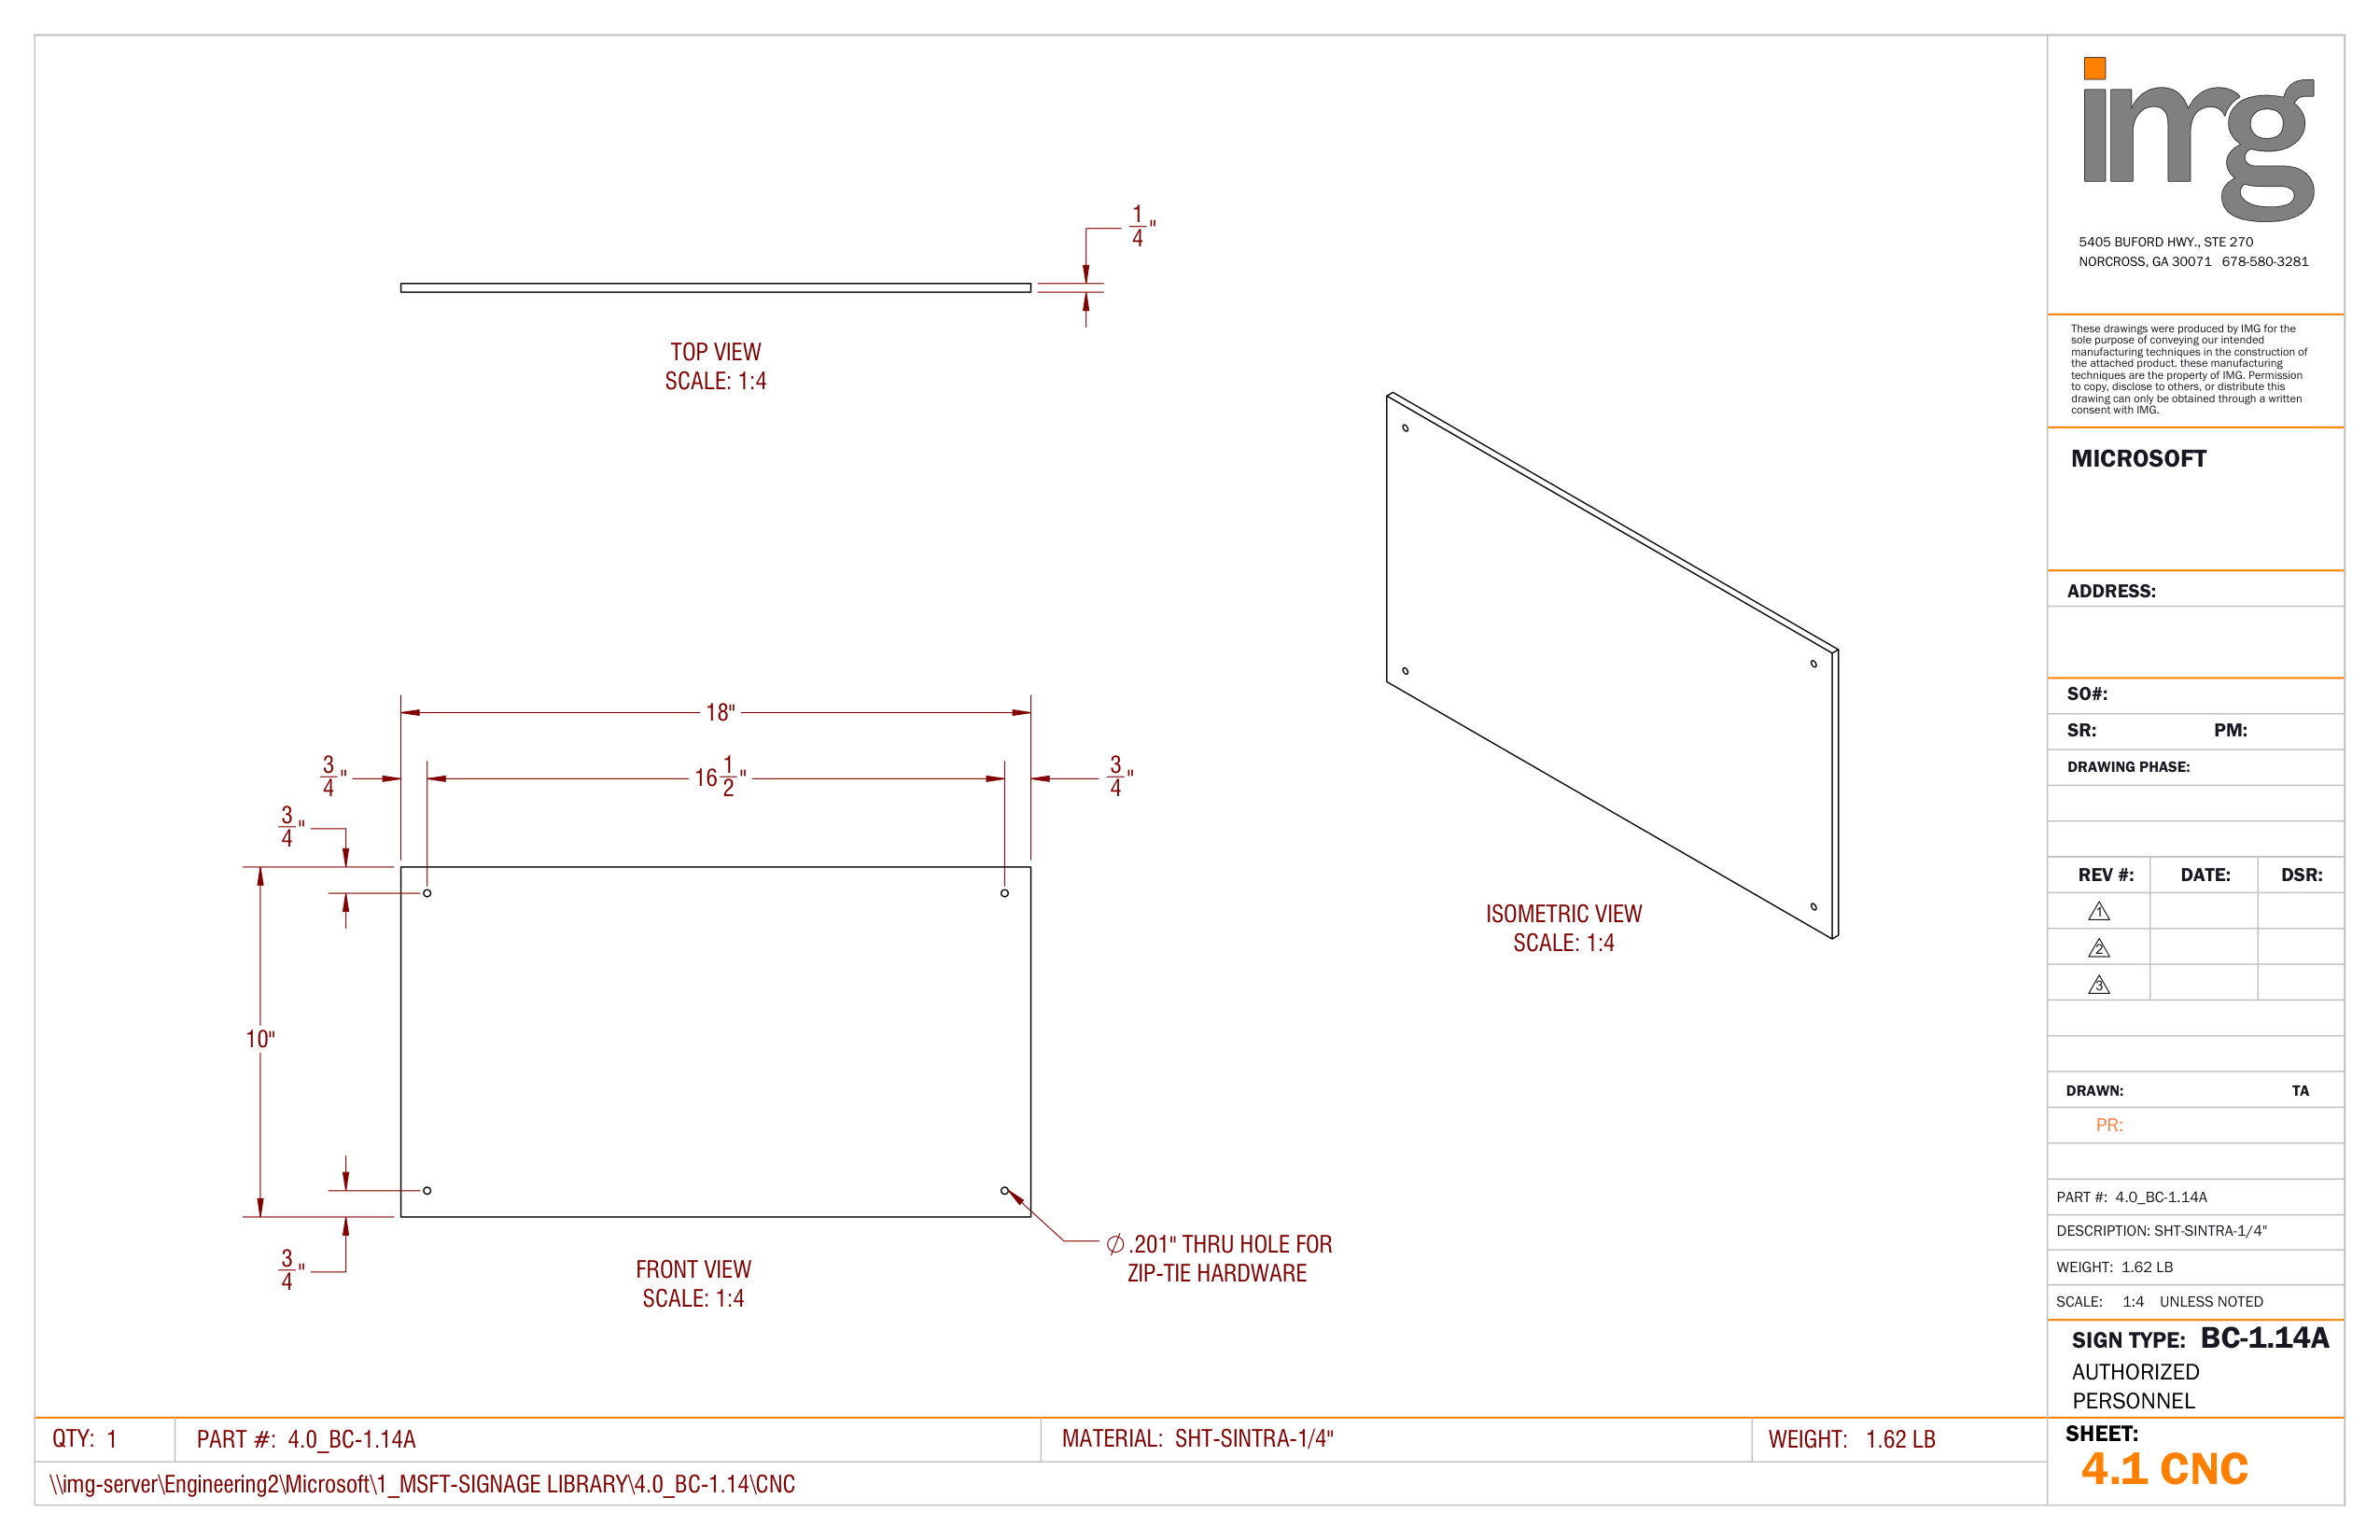 1/4"
TOP VIEW
SCALE: 1:4
18"
3/4"
16 1/2"
3/4"
3/4"
10"
3/4"
FRONT VIEW
SCALE: 1:4
Ø.201" THRU HOLE FOR
ZIP-TIE HARDWARE
ISOMETRIC VIEW
SCALE: 1:4
img
5405 BUFORD HWY., STE 270
NORCROSS, GA 30071 678-580-3281
These drawings were produced by IMG for the
sole purpose of conveying our intended
manufacturing techniques in the construction of
the attached product. these manufacturing
techniques are the property of IMG. Permission
to copy, disclose to others, or distribute this
drawing can only be obtained through a written
consent with IMG.
MICROSOFT
ADDRESS:
SO#:
SR: PM:
DRAWING PHASE:
REV #: DATE: DSR:
1
2
3
DRAWN: TA
PR:
PART #: 4.0_BC-1.14A
DESCRIPTION: SHT-SINTRA-1/4"
WEIGHT: 1.62 LB
SCALE: 1:4 UNLESS NOTED
SIGN TYPE: BC-1.14A
AUTHORIZED
PERSONNEL
SHEET:
4.1 CNC
QTY: 1 PART #: 4.0_BC-1.14A MATERIAL: SHT-SINTRA-1/4" WEIGHT: 1.62 LB
\\img-server\Engineering2\Microsoft\1_MSFT-SIGNAGE LIBRARY\4.0_BC-1.14\CNC